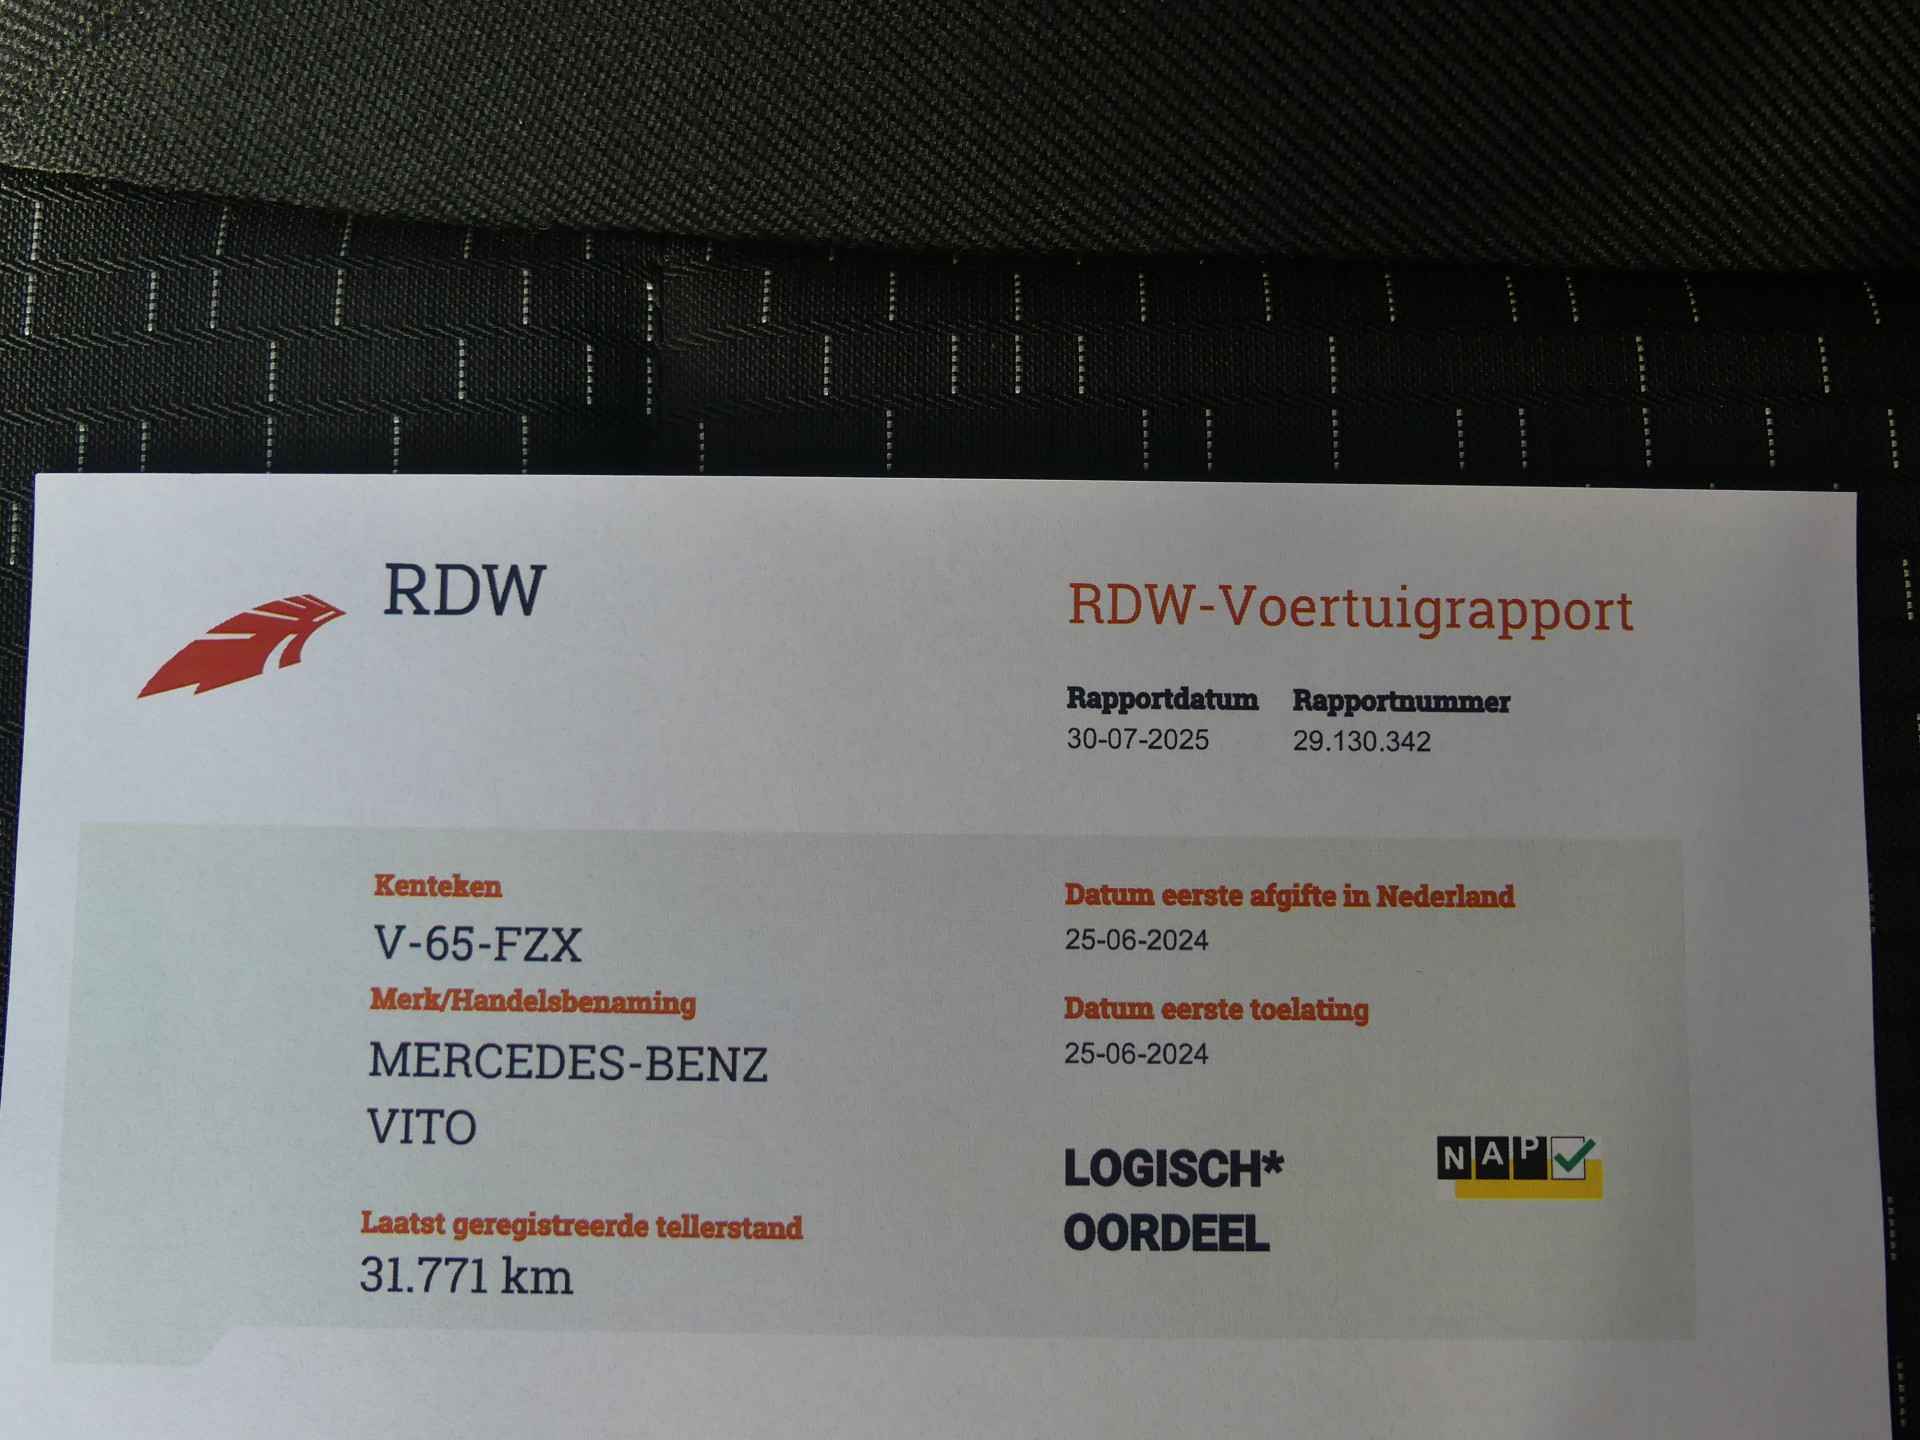 RDW
RDW-Voertuigrapport
Rapportdatum Rapportnummer
30-07-2025 29.130.342
Kenteken
V-65-FZX
Merk/Handelsbenaming
MERCEDES-BENZ
VITO
Laatst geregistreerde tellerstand
31.771 km
Datum eerste afgifte in Nederland
25-06-2024
Datum eerste toelating
25-06-2024
LOGISCH*
OORDEEL
NAP